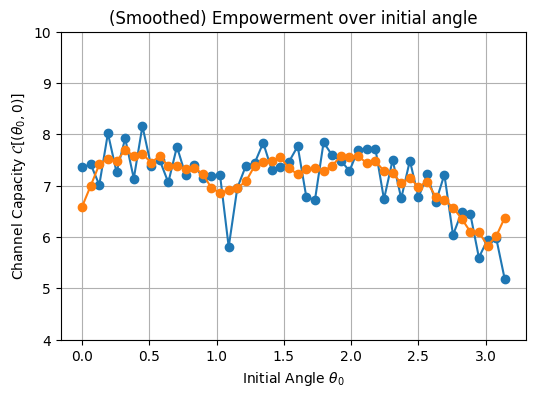 (Smoothed) Empowerment over initial angle
10
9
8
7
6
5
4
Channel Capacity 𝒞[(θ₀, 0)]
0.0 0.5 1.0 1.5 2.0 2.5 3.0
Initial Angle θ₀